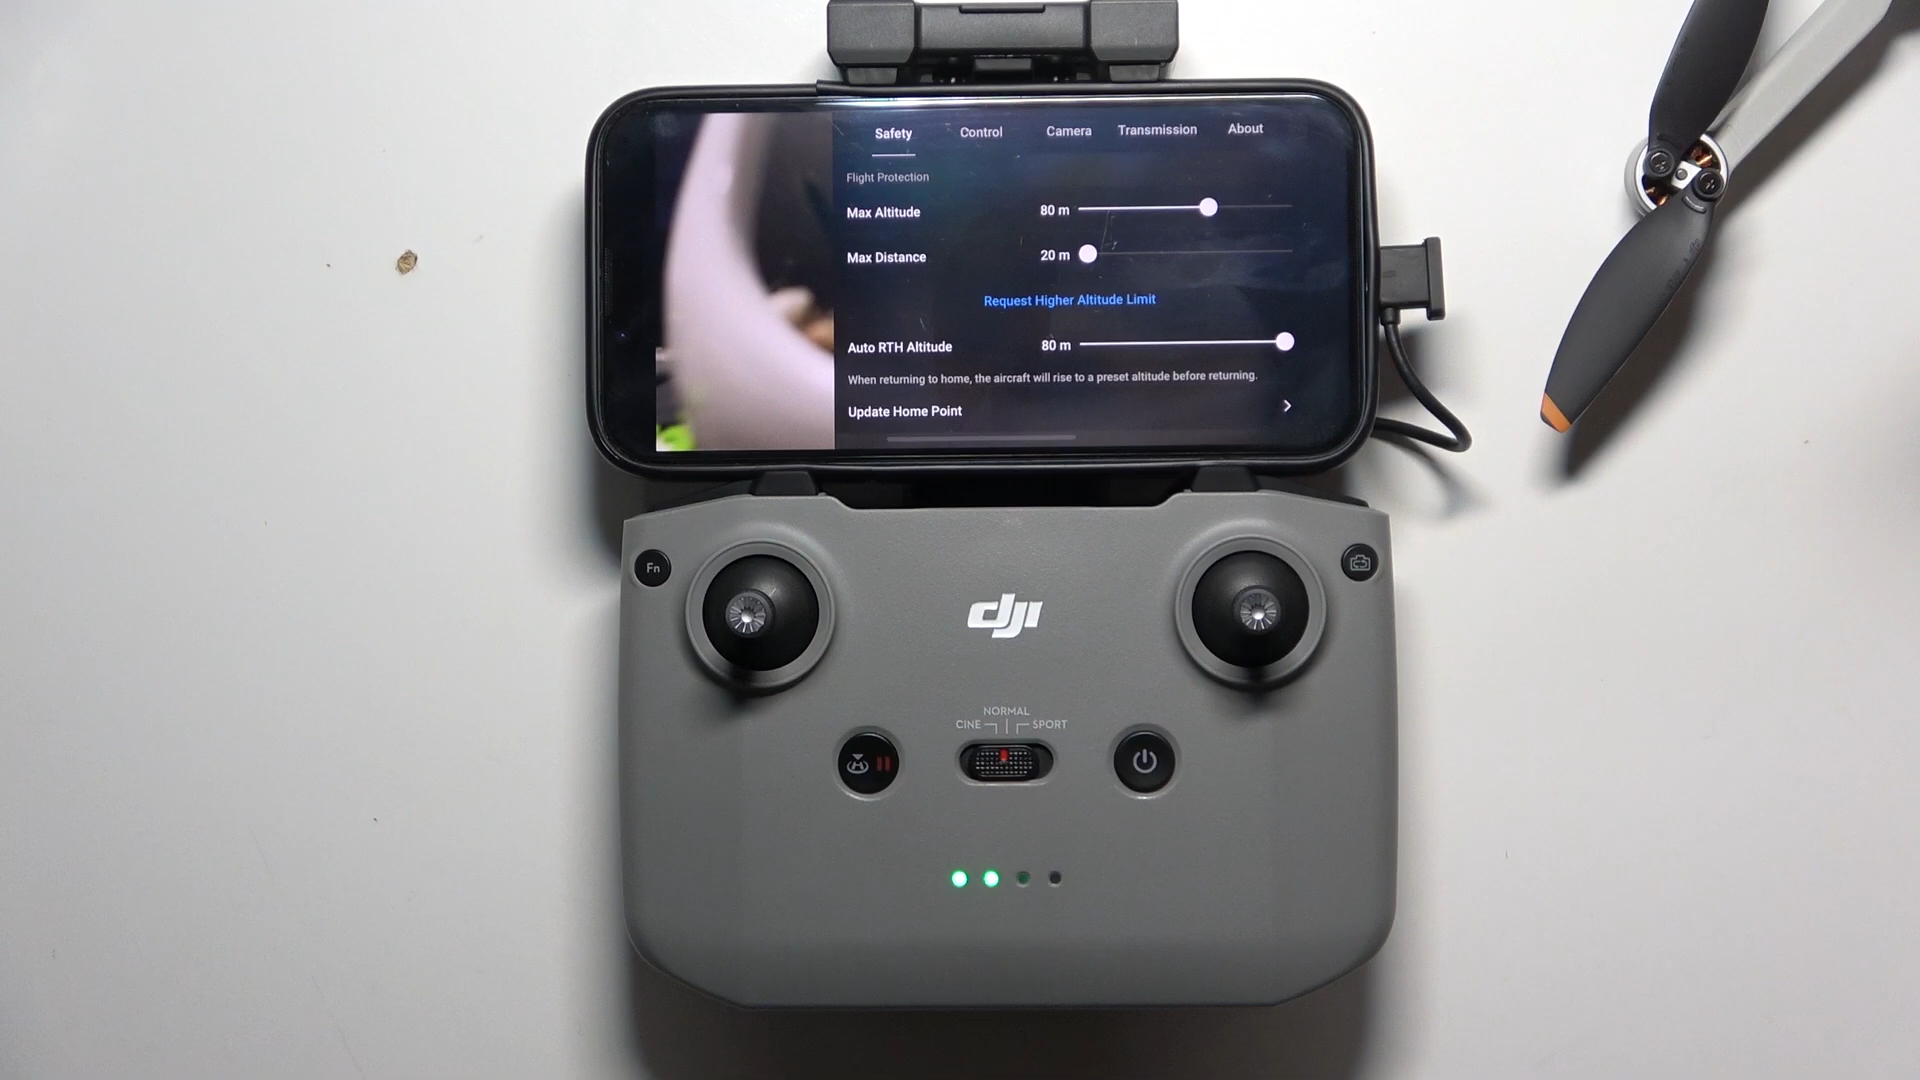 Safety Control Camera Transmission About
Flight Protection
Max Altitude 80 m
Max Distance 20 m
Request Higher Altitude Limit
Auto RTH Altitude 80 m
When returning to home, the aircraft will rise to a preset altitude before returning.
Update Home Point
Fn
dji
NORMAL
CINE SPORT
H